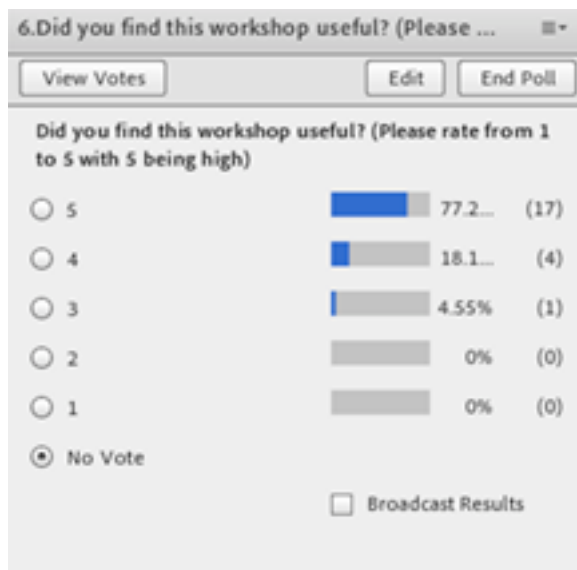 6.Did you find this workshop useful? (Please ...
View Votes Edit End Poll
Did you find this workshop useful? (Please rate from 1
to 5 with 5 being high)
5 77.2... (17)
4 18.1... (4)
3 4.55% (1)
2 0% (0)
1 0% (0)
No Vote
Broadcast Results